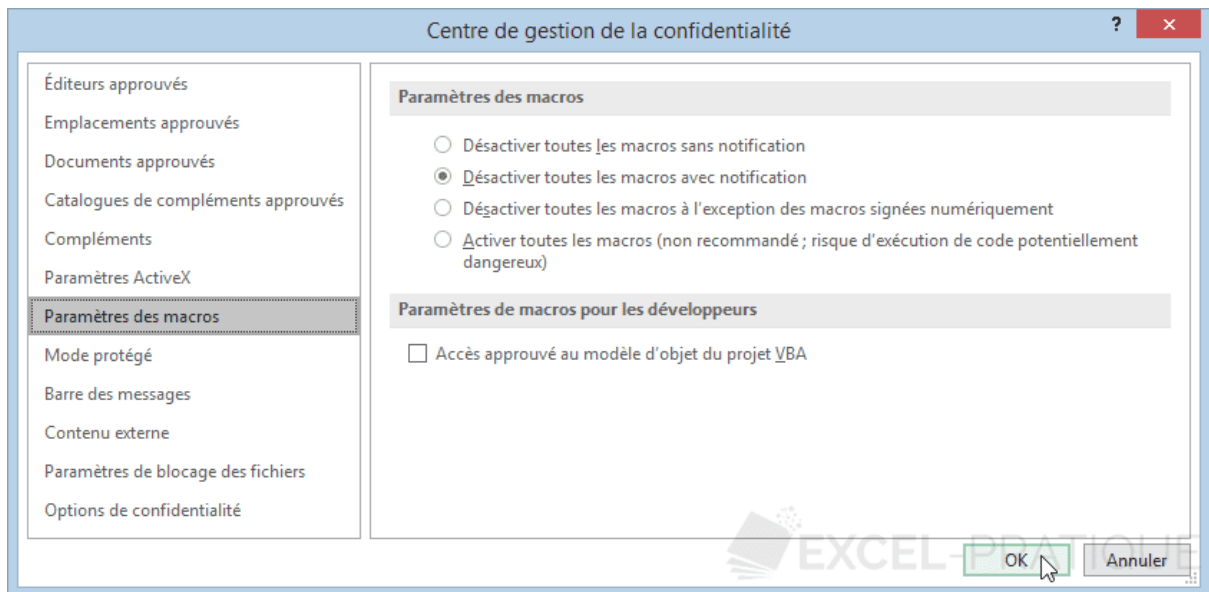 Centre de gestion de la confidentialité
?
×
Éditeurs approuvés
Emplacements approuvés
Documents approuvés
Catalogues de compléments approuvés
Compléments
Paramètres ActiveX
Paramètres des macros
Mode protégé
Barre des messages
Contenu externe
Paramètres de blocage des fichiers
Options de confidentialité
Paramètres des macros
Désactiver toutes les macros sans notification
Désactiver toutes les macros avec notification
Désactiver toutes les macros à l'exception des macros signées numériquement
Activer toutes les macros (non recommandé ; risque d'exécution de code potentiellement
dangereux)
Paramètres de macros pour les développeurs
Accès approuvé au modèle d'objet du projet VBA
EXCEL-PRATIQUE
OK
Annuler